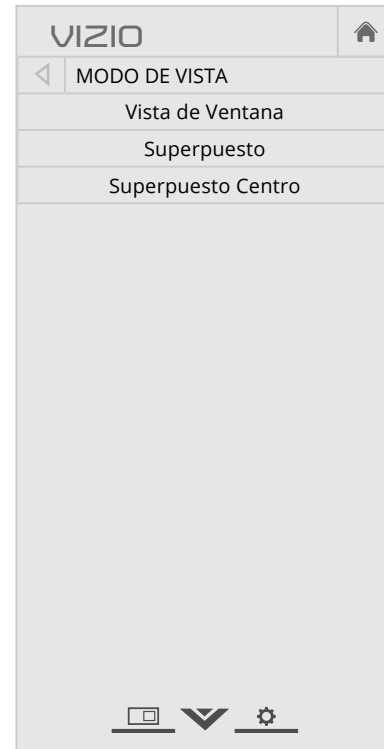 VIZIO
MODO DE VISTA
Vista de Ventana
Superpuesto
Superpuesto Centro